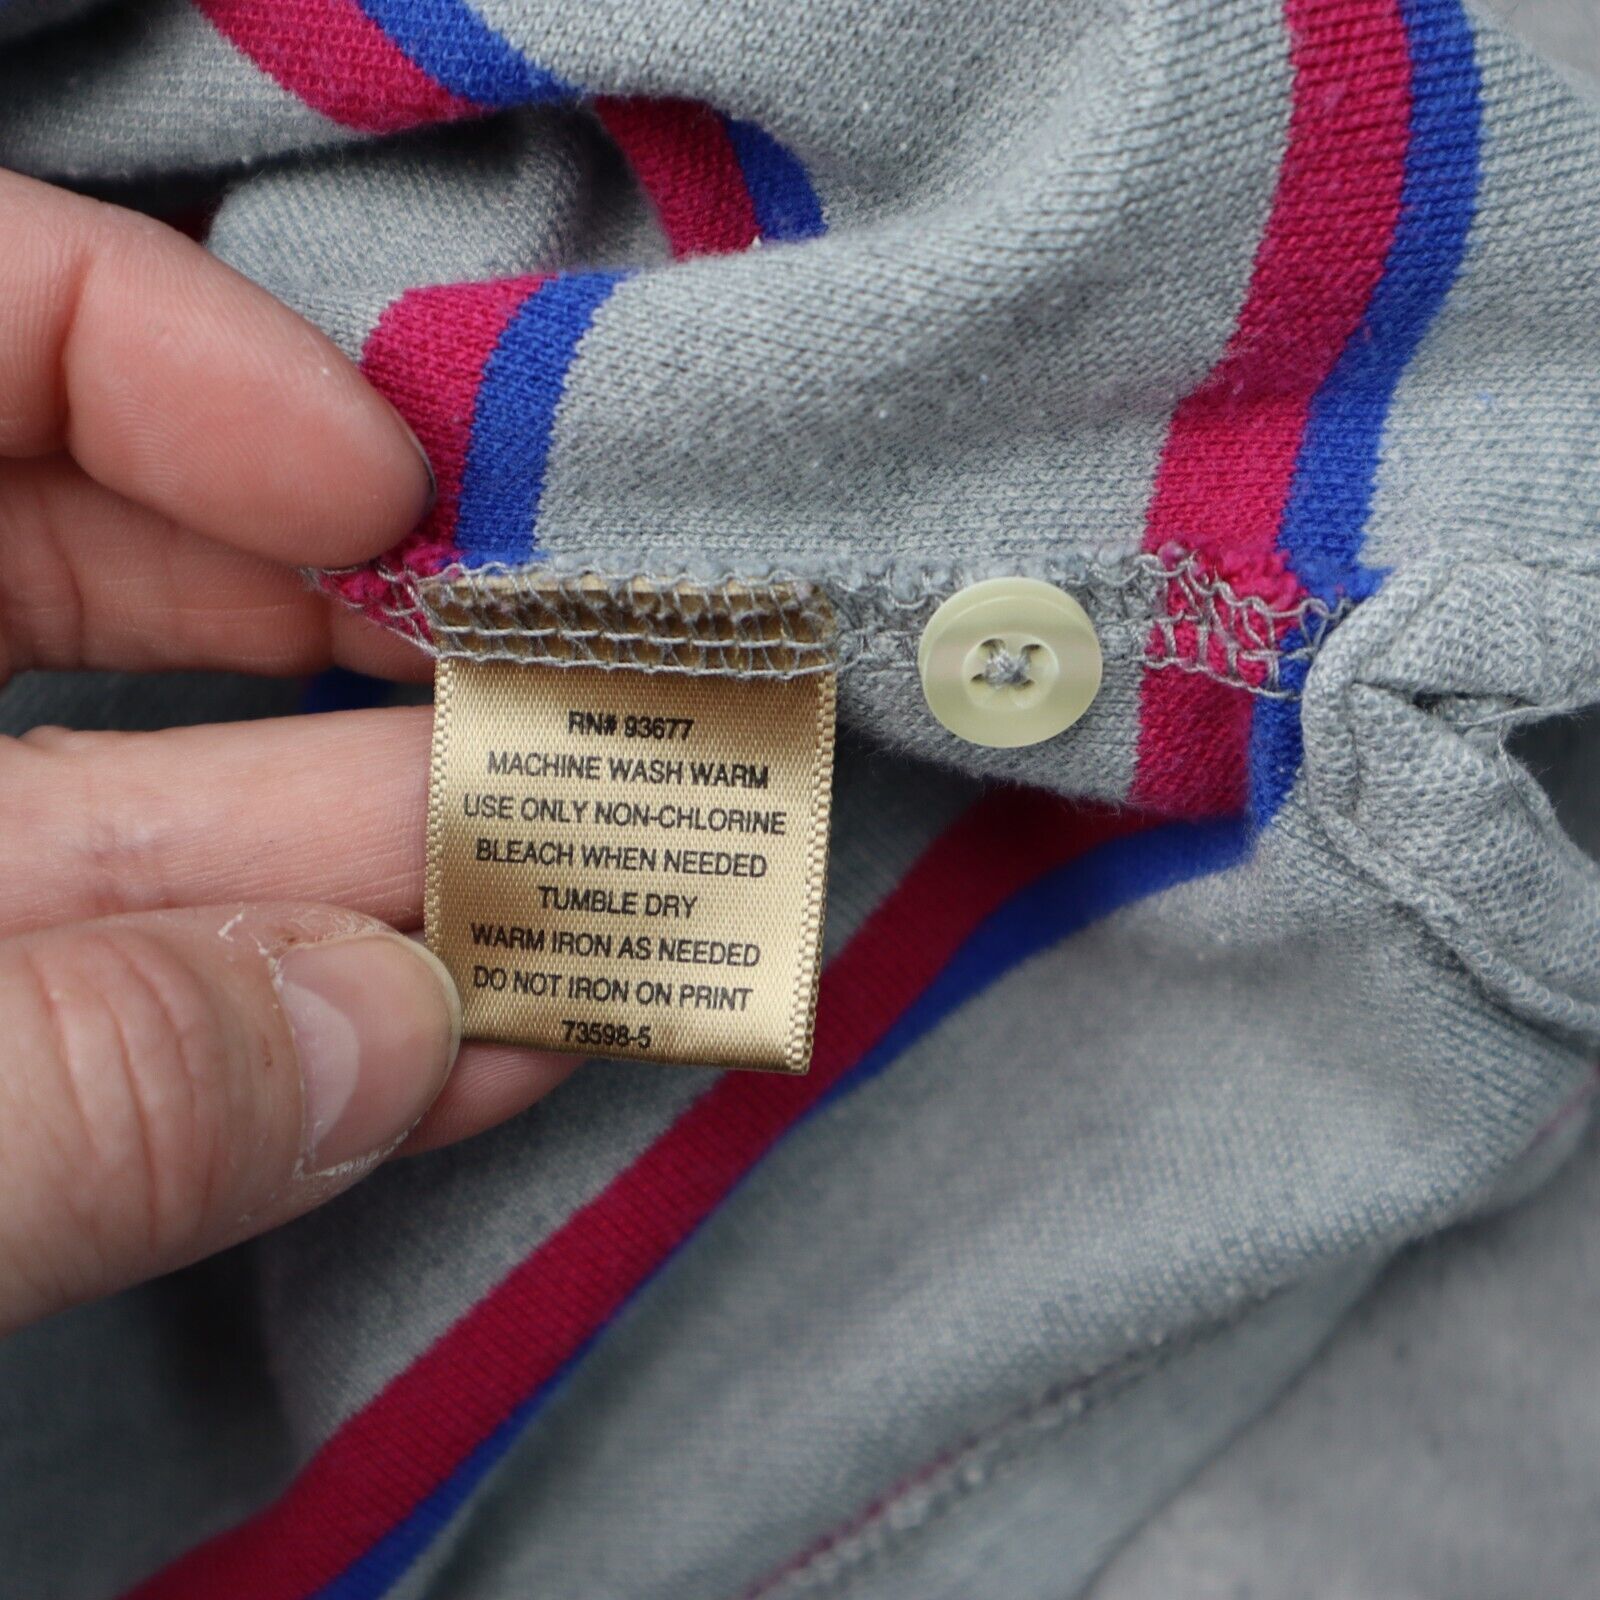 RN# 93677
MACHINE WASH WARM
USE ONLY NON-CHLORINE
BLEACH WHEN NEEDED
TUMBLE DRY
WARM IRON AS NEEDED
DO NOT IRON ON PRINT
73598-5